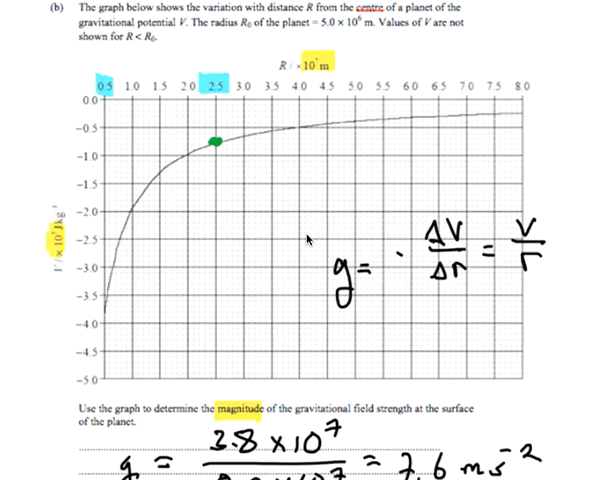 (b) The graph below shows the variation with distance R from the centre of a planet of the
gravitational potential V. The radius R₀ of the planet = 5.0 × 10⁶ m. Values of V are not
shown for R < R₀.
R / × 10⁷ m
0.5 1.0 1.5 2.0 2.5 3.0 3.5 4.0 4.5 5.0 5.5 6.0 6.5 7.0 7.5 8.0
0.0
−0.5
−1.0
−1.5
−2.0
−2.5
−3.0
−3.5
−4.0
−4.5
−5.0
V / × 10⁷ J kg⁻¹
g = - ΔV/Δr = V/r
Use the graph to determine the magnitude of the gravitational field strength at the surface
of the planet.
g = 3.8 × 10⁷ / = 7.6 ms⁻²